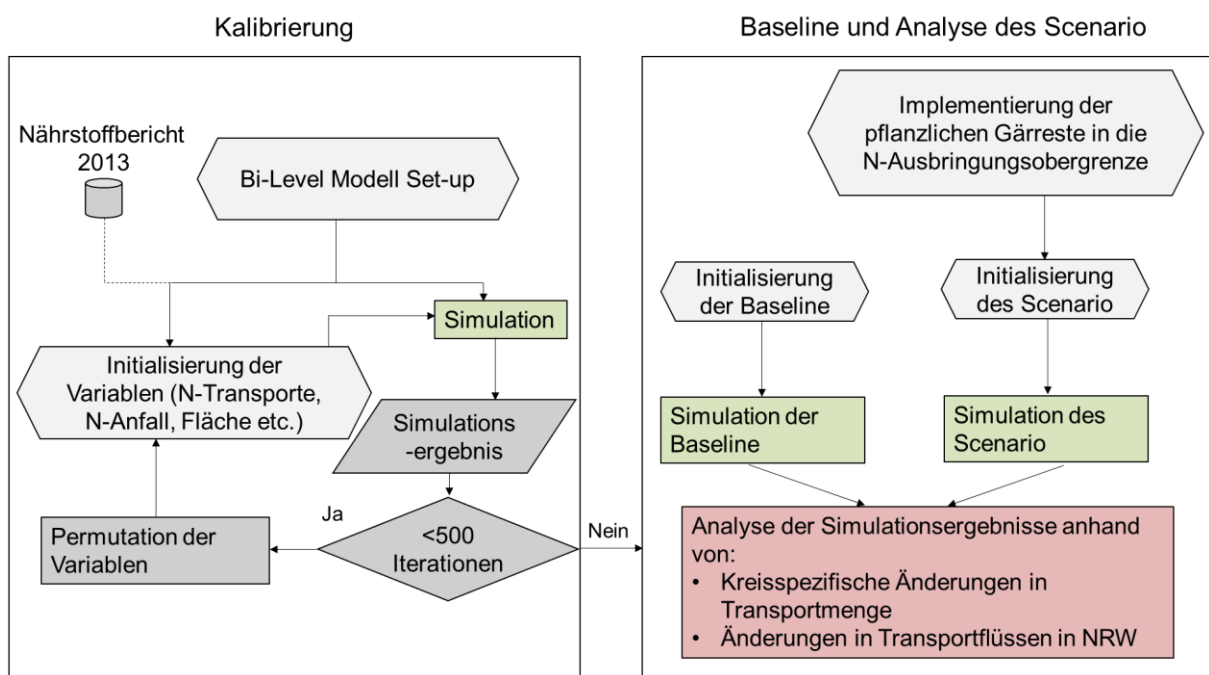 Kalibrierung
Nährstoffbericht
2013
Bi-Level Modell Set-up
Simulation
Initialisierung der
Variablen (N-Transporte,
N-Anfall, Fläche etc.)
Simulations
-ergebnis
Ja
<500
Iterationen
Nein
Permutation der
Variablen
Baseline und Analyse des Scenario
Implementierung der
pflanzlichen Gärreste in die
N-Ausbringungsobergrenze
Initialisierung
der Baseline
Initialisierung
des Scenario
Simulation der
Baseline
Simulation des
Scenario
Analyse der Simulationsergebnisse anhand
von:
• Kreisspezifische Änderungen in
Transportmenge
• Änderungen in Transportflüssen in NRW